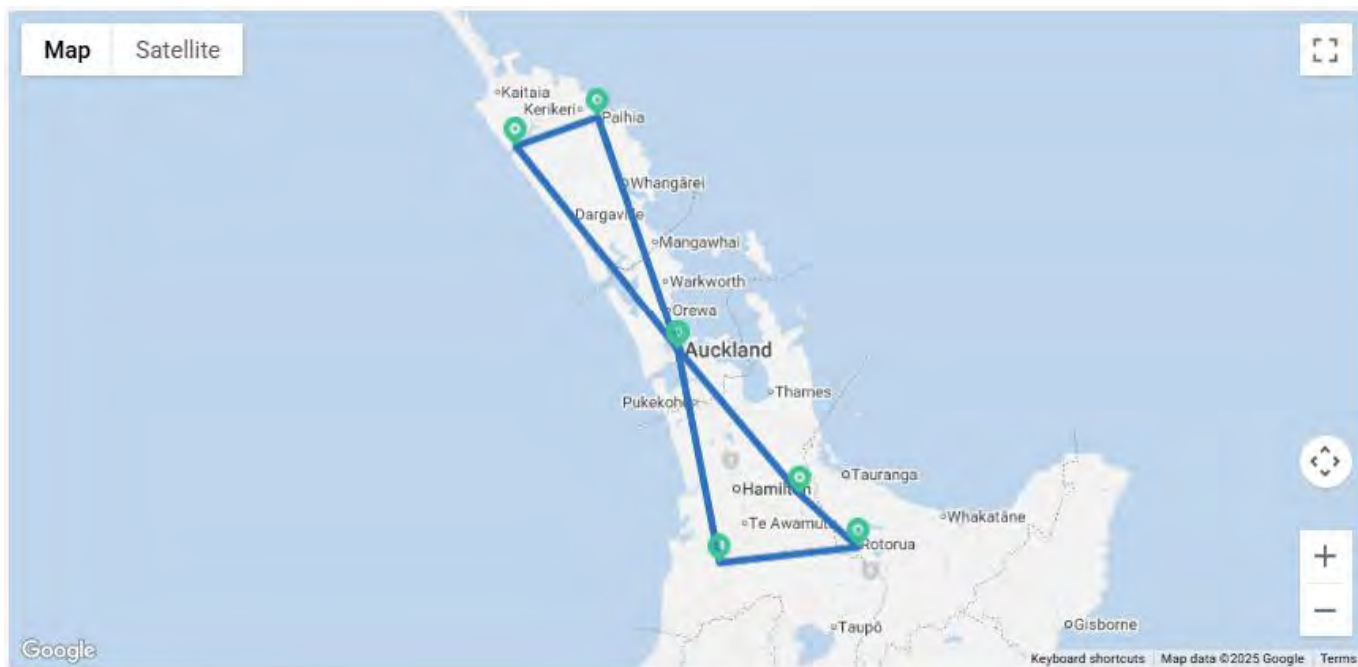 Map Satellite
Kaitaia
Kerikeri
Paihia
Whangārei
Dargaville
Mangawhai
Warkworth
Orewa
Auckland
Thames
Pukekohe
Tauranga
Hamilton
Whakatāne
Te Awamutu
Rotorua
Taupō
Gisborne
Google
Keyboard shortcuts Map data ©2025 Google Terms